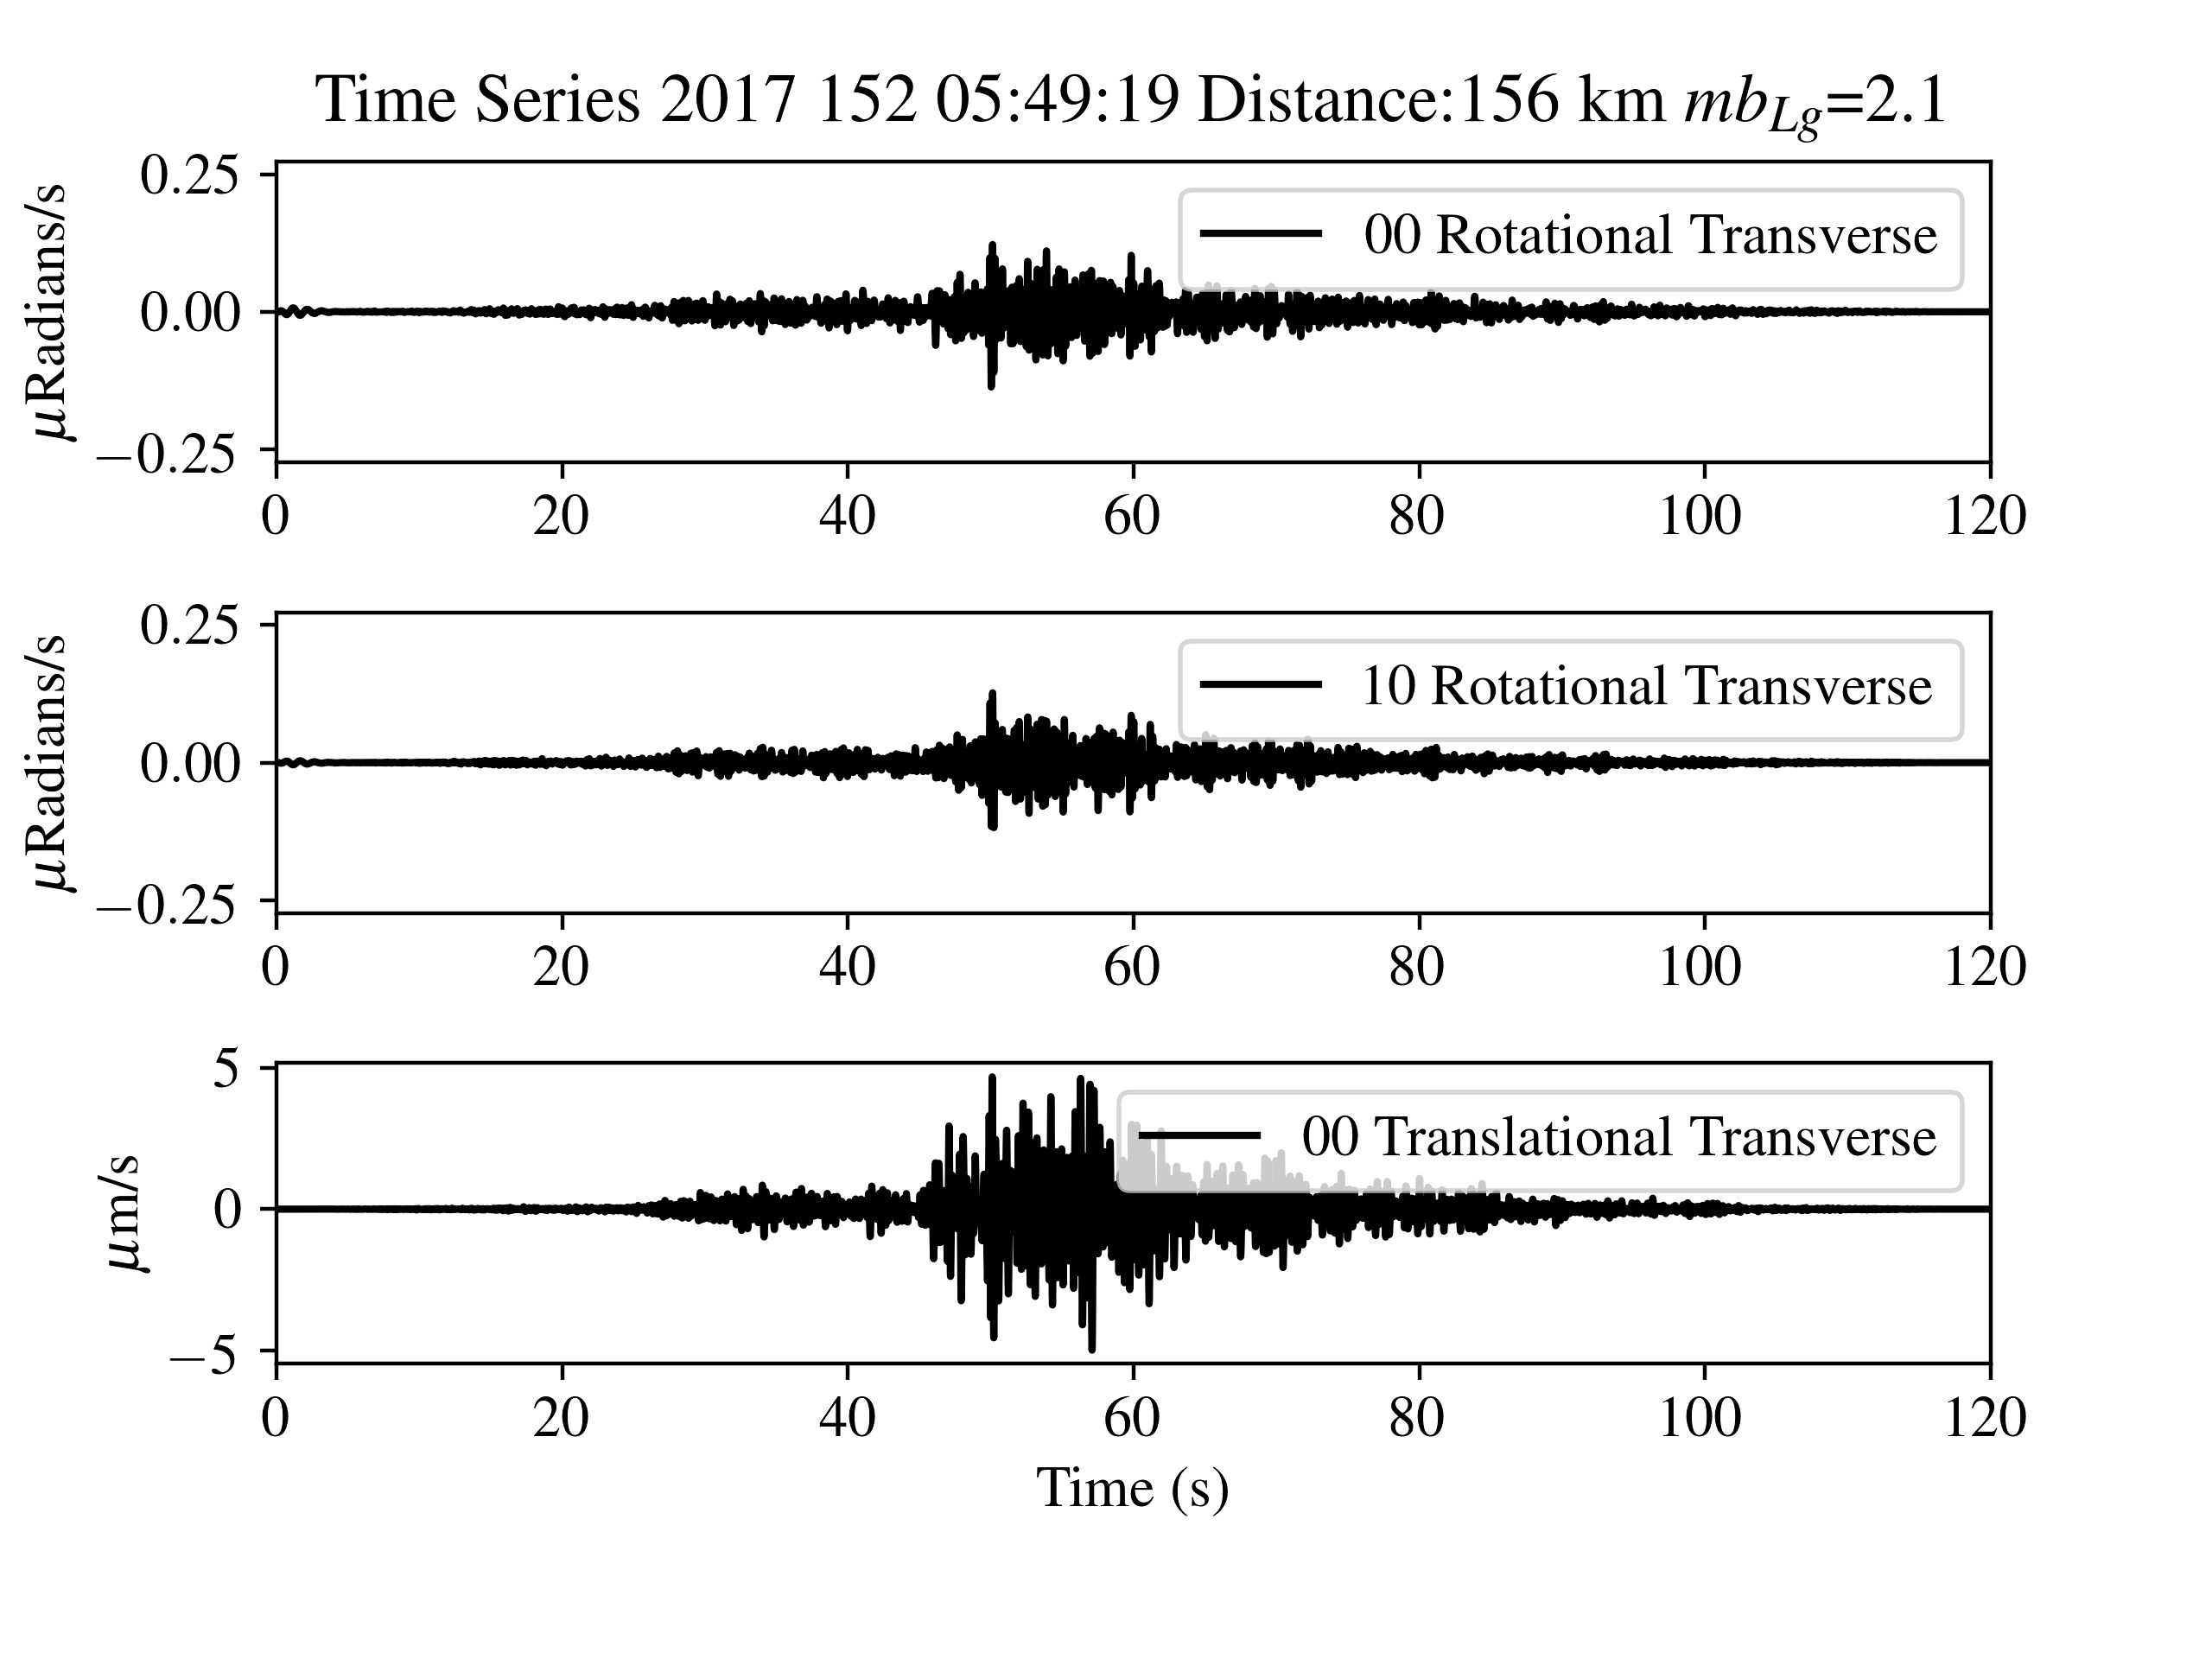 Time Series 2017 152 05:49:19 Distance:156 km mb_Lg=2.1
0.25
0.00
−0.25
μRadians/s
00 Rotational Transverse
0 20 40 60 80 100 120
0.25
0.00
−0.25
μRadians/s
10 Rotational Transverse
0 20 40 60 80 100 120
5
0
−5
μm/s
00 Translational Transverse
0 20 40 60 80 100 120
Time (s)